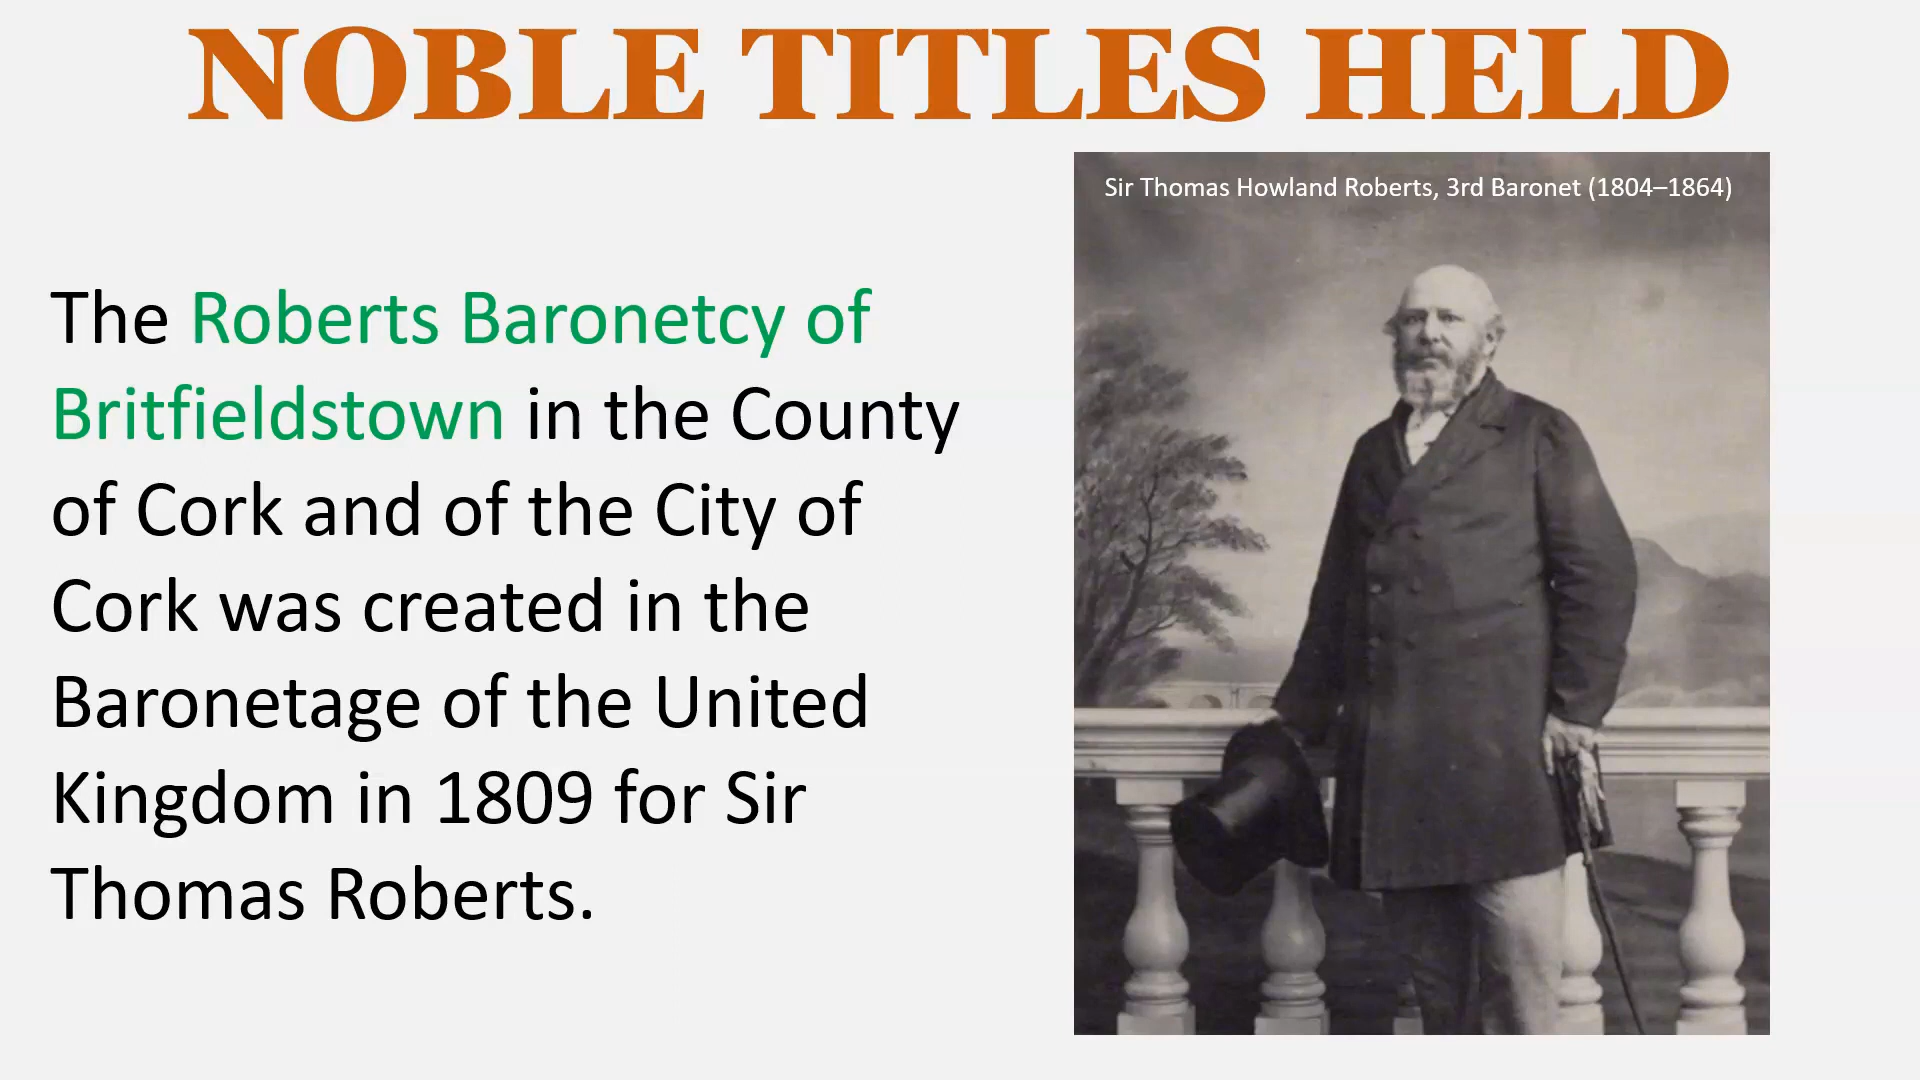 NOBLE TITLES HELD
Sir Thomas Howland Roberts, 3rd Baronet (1804–1864)
The Roberts Baronetcy of
Britfieldstown in the County
of Cork and of the City of
Cork was created in the
Baronetage of the United
Kingdom in 1809 for Sir
Thomas Roberts.